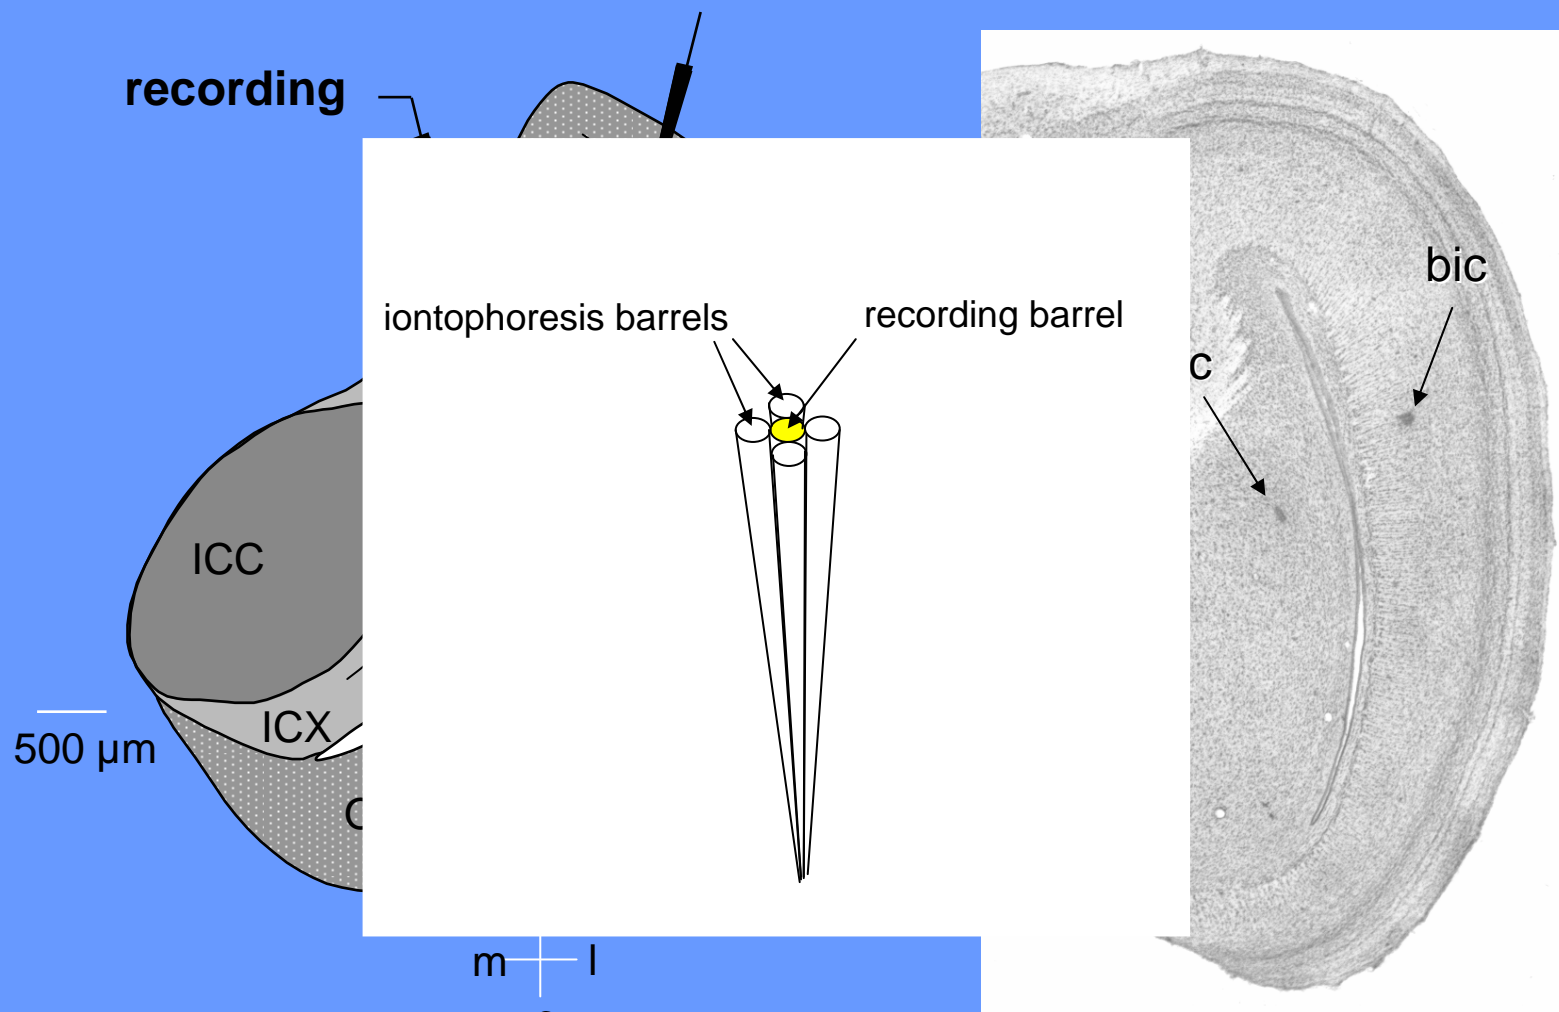 recording
bic
iontophoresis barrels
recording barrel
c
ICC
ICX
500 µm
m
l